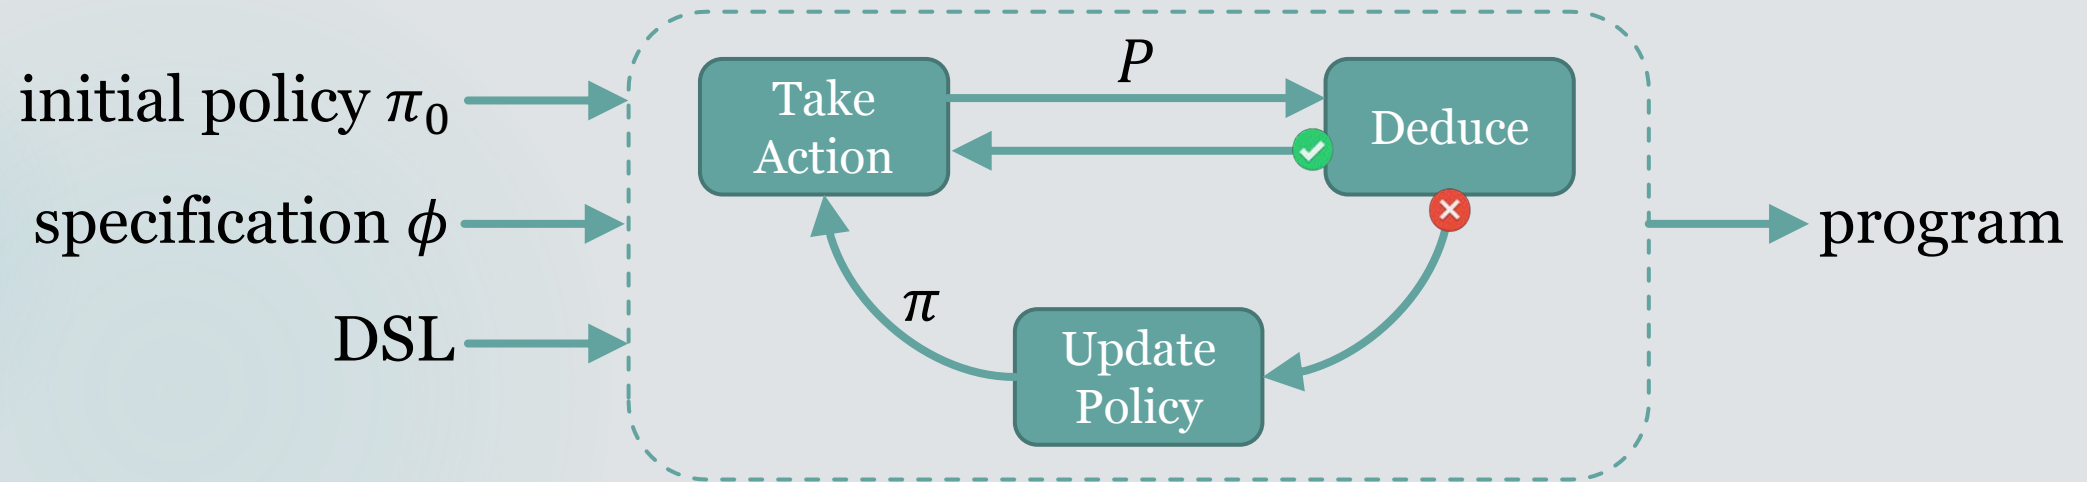 initial policy π₀
specification ϕ
DSL
Take
Action
P
Deduce
π
Update
Policy
program